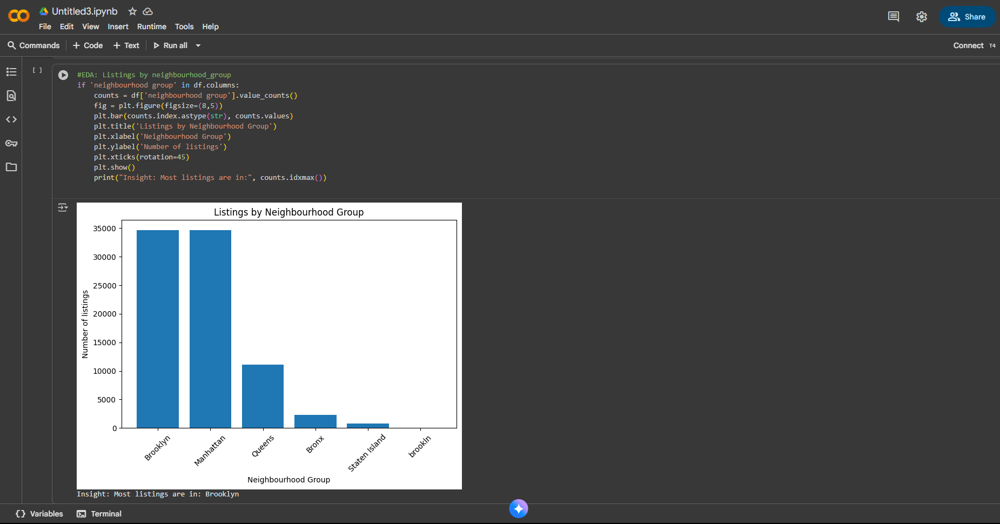 Untitled3.ipynb
File Edit View Insert Runtime Tools Help
Share
Commands + Code + Text Run all
Connect T4
[ ]
#EDA: Listings by neighbourhood_group
if 'neighbourhood group' in df.columns:
    counts = df['neighbourhood group'].value_counts()
    fig = plt.figure(figsize=(8,5))
    plt.bar(counts.index.astype(str), counts.values)
    plt.title('Listings by Neighbourhood Group')
    plt.xlabel('Neighbourhood Group')
    plt.ylabel('Number of listings')
    plt.xticks(rotation=45)
    plt.show()
    print("Insight: Most listings are in:", counts.idxmax())
Listings by Neighbourhood Group
Number of listings
35000
30000
25000
20000
15000
10000
5000
0
Brooklyn Manhattan Queens Bronx Staten Island brookln
Neighbourhood Group
Insight: Most listings are in: Brooklyn
{} Variables Terminal